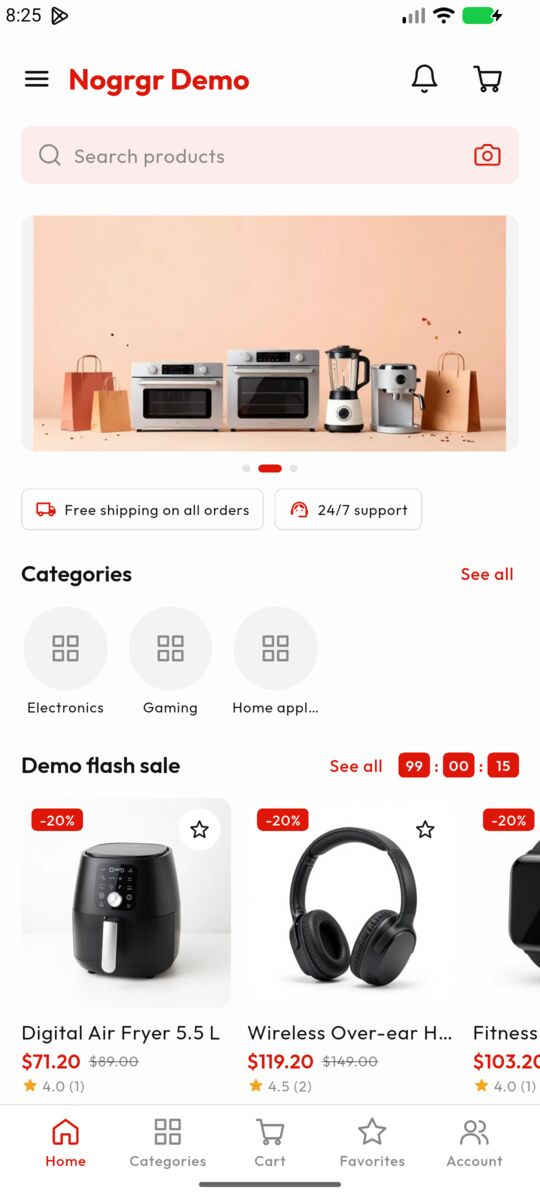 8:25
Nogrgr Demo
Search products
Free shipping on all orders
24/7 support
Categories
See all
Electronics
Gaming
Home appl...
Demo flash sale
See all
99 : 00 : 15
-20%
-20%
-20%
Digital Air Fryer 5.5 L
Wireless Over-ear H...
Fitness
$71.20 $89.00
$119.20 $149.00
$103.20
4.0 (1)
4.5 (2)
4.0 (1)
Home
Categories
Cart
Favorites
Account